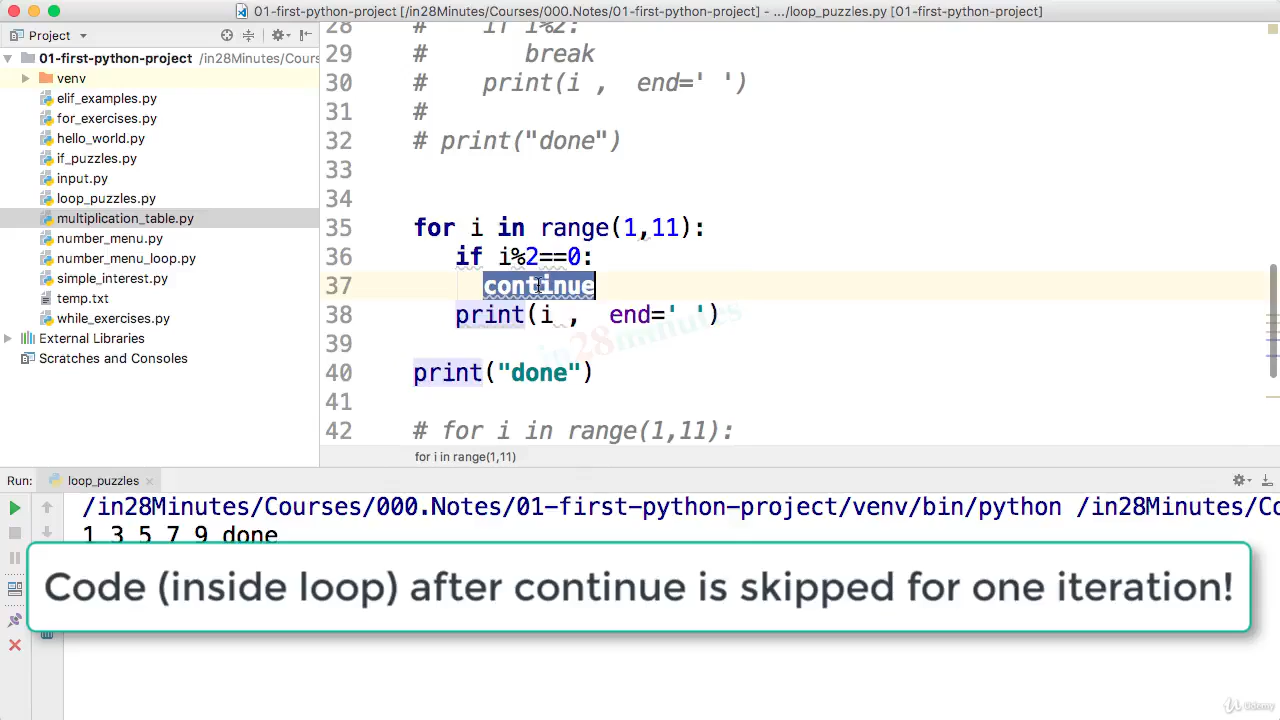 01-first-python-project [/in28Minutes/Courses/000.Notes/01-first-python-project] - .../loop_puzzles.py [01-first-python-project]
Project
01-first-python-project /in28Minutes/Cours
venv
elif_examples.py
for_exercises.py
hello_world.py
if_puzzles.py
input.py
loop_puzzles.py
multiplication_table.py
number_menu.py
number_menu_loop.py
simple_interest.py
temp.txt
while_exercises.py
External Libraries
Scratches and Consoles
28 #     if i%2:
29 #        break
30 #     print(i ,  end=' ')
31 #
32 # print("done")
33
34
35 for i in range(1,11):
36    if i%2==0:
37      continue
38    print(i ,  end=' ')
39
40 print("done")
41
42 # for i in range(1,11):
in28minutes
for i in range(1,11)
Run: loop_puzzles
/in28Minutes/Courses/000.Notes/01-first-python-project/venv/bin/python /in28Minutes/Co
1 3 5 7 9 done
Code (inside loop) after continue is skipped for one iteration!
Udemy